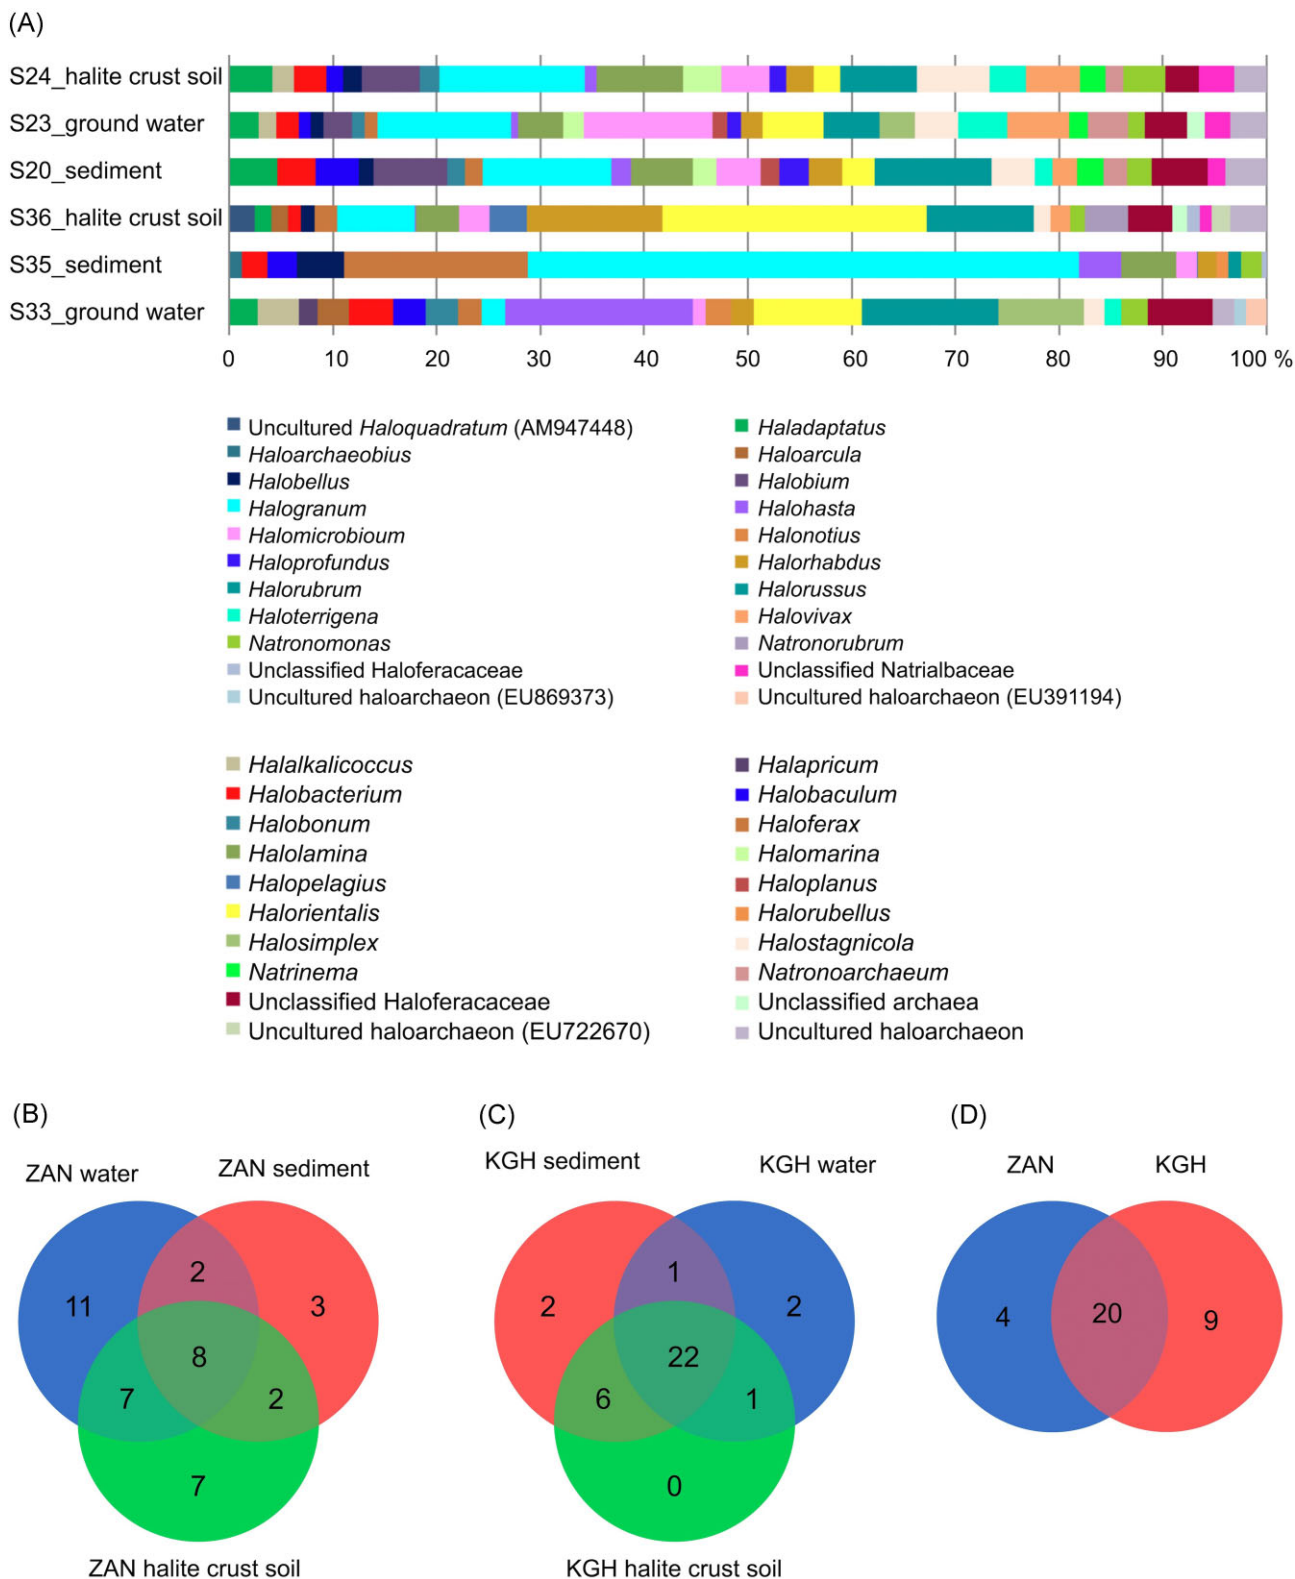 (A)
S24_halite crust soil
S23_ground water
S20_sediment
S36_halite crust soil
S35_sediment
S33_ground water
0 10 20 30 40 50 60 70 80 90 100 %
Uncultured Haloquadratum (AM947448) Haladaptatus
Haloarchaeobius Haloarcula
Halobellus Halobium
Halogranum Halohasta
Halomicrobioum Halonotius
Haloprofundus Halorhabdus
Halorubrum Halorussus
Haloterrigena Halovivax
Natronomonas Natronorubrum
Unclassified Haloferacaceae Unclassified Natrialbaceae
Uncultured haloarchaeon (EU869373) Uncultured haloarchaeon (EU391194)
Halalkalicoccus Halapricum
Halobacterium Halobaculum
Halobonum Haloferax
Halolamina Halomarina
Halopelagius Haloplanus
Halorientalis Halorubellus
Halosimplex Halostagnicola
Natrinema Natronoarchaeum
Unclassified Haloferacaceae Unclassified archaea
Uncultured haloarchaeon (EU722670) Uncultured haloarchaeon
(B)
ZAN water
ZAN sediment
11
2
3
8
7
2
7
ZAN halite crust soil
(C)
KGH sediment
KGH water
2
1
2
22
6
1
0
KGH halite crust soil
(D)
ZAN
KGH
4
20
9